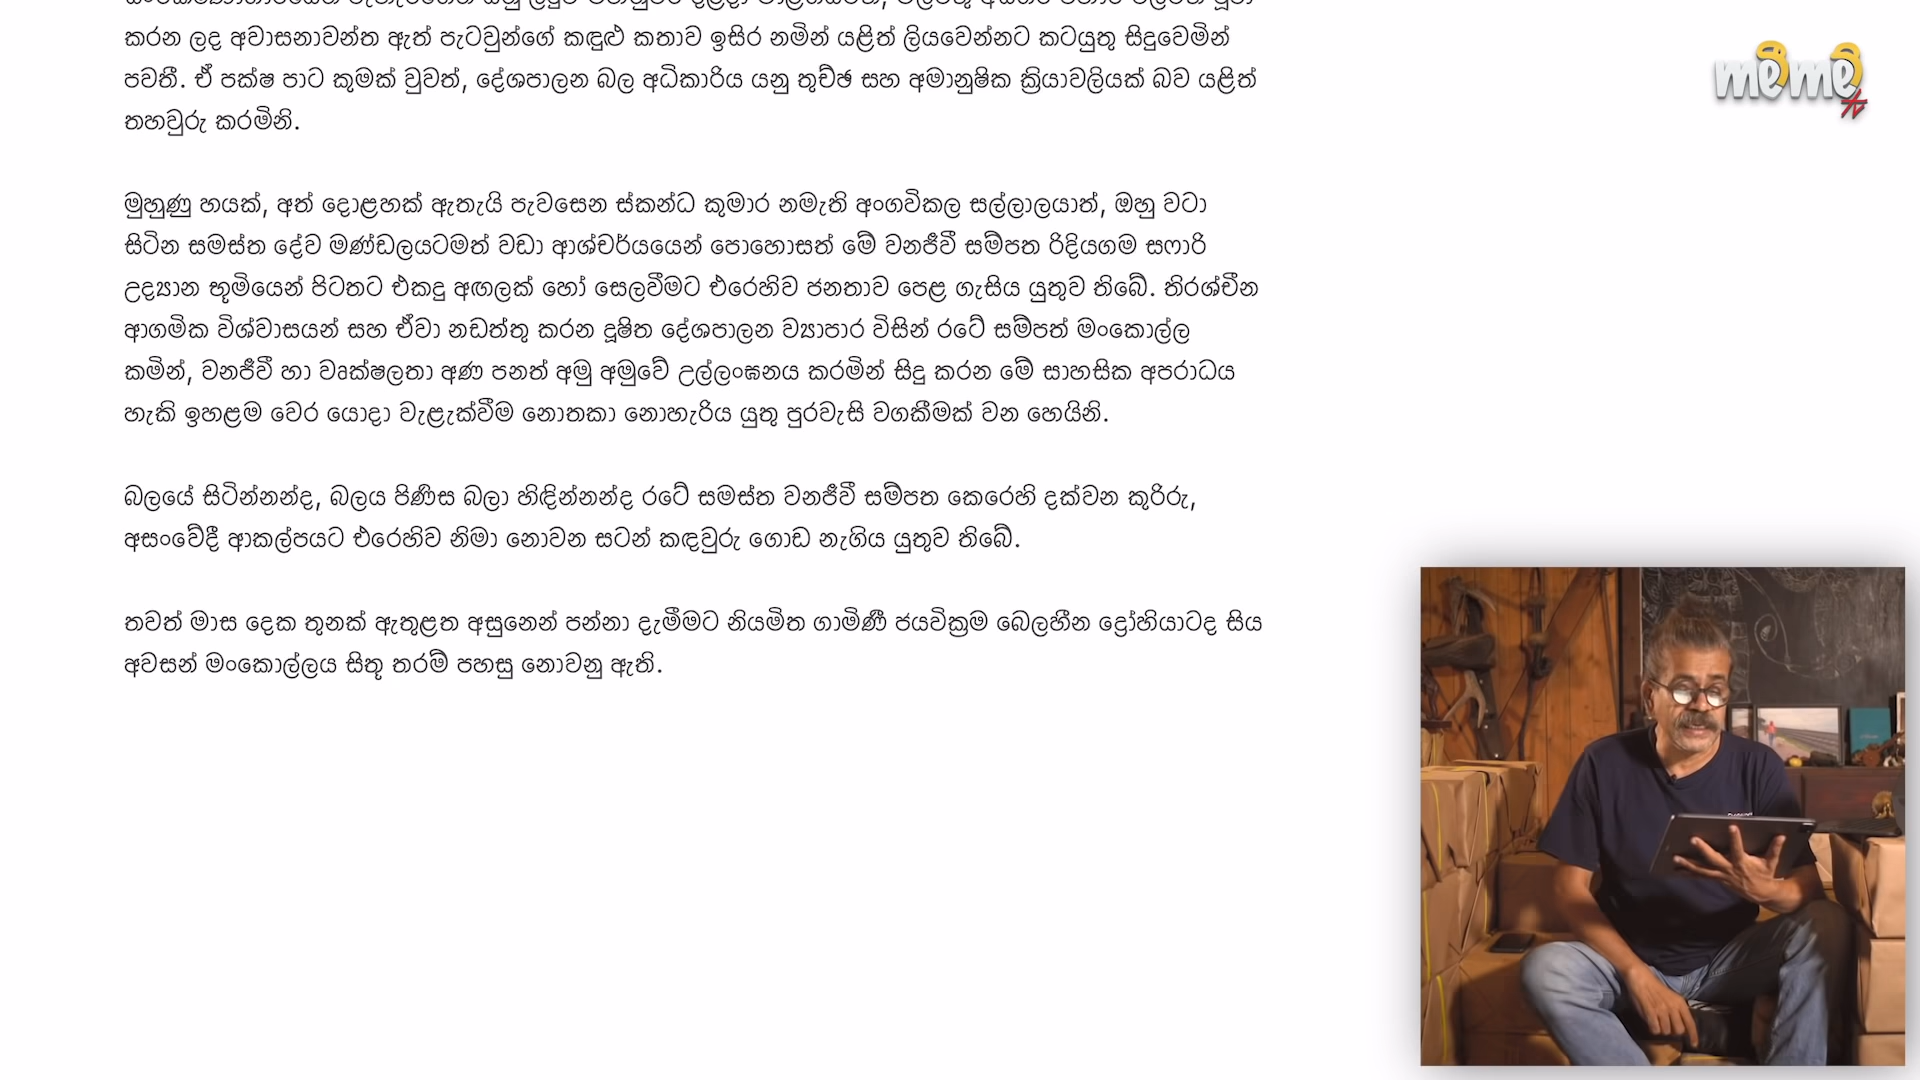 කරන ලද අවාසනාවන්ත ඇත් පැටවුන්ගේ කඳුළු කතාව ඉසිර නමින් යළිත් ලියවෙන්නට කටයුතු සිදුවෙමින්
පවතී. ඒ පක්ෂ පාට කුමක් වුවත්, දේශපාලන බල අධිකාරිය යනු තුච්ඡ සහ අමානුෂික ක්‍රියාවලියක් බව යළිත්
තහවුරු කරමිනි.
මුහුණු හයක්, අත් දොළහක් ඇතැයි පැවසෙන ස්කන්ධ කුමාර නමැති අංගවිකල සල්ලාලයාත්, ඔහු වටා
සිටින සමස්ත දේව මණ්ඩලයටමත් වඩා ආශ්චර්යයෙන් පොහොසත් මේ වනජීවී සම්පත රිදියගම සෆාරි
උද්‍යාන භූමියෙන් පිටතට එකදු අඟලක් හෝ සෙලවීමට එරෙහිව ජනතාව පෙළ ගැසිය යුතුව තිබේ. තිරශ්චීන
ආගමික විශ්වාසයන් සහ ඒවා නඩත්තු කරන දූෂිත දේශපාලන ව්‍යාපාර විසින් රටේ සම්පත් මංකොල්ල
කමින්, වනජීවී හා වෘක්ෂලතා අණ පනත් අමු අමුවේ උල්ලංඝනය කරමින් සිදු කරන මේ සාහසික අපරාධය
හැකි ඉහළම වෙර යොදා වැළැක්වීම නොතකා නොහැරිය යුතු පුරවැසි වගකීමක් වන හෙයිනි.
බලයේ සිටින්නන්ද, බලය පිණිස බලා හිඳින්නන්ද රටේ සමස්ත වනජීවී සම්පත කෙරෙහි දක්වන කුරිරු,
අසංවේදී ආකල්පයට එරෙහිව නිමා නොවන සටන් කඳවුරු ගොඩ නැගිය යුතුව තිබේ.
තවත් මාස දෙක තුනක් ඇතුළත අසුනෙන් පන්නා දැමීමට නියමිත ගාමිණී ජයවික්‍රම බෙලහීන ද්‍රෝහියාටද සිය
අවසන් මංකොල්ලය සිතූ තරම් පහසු නොවනු ඇති.